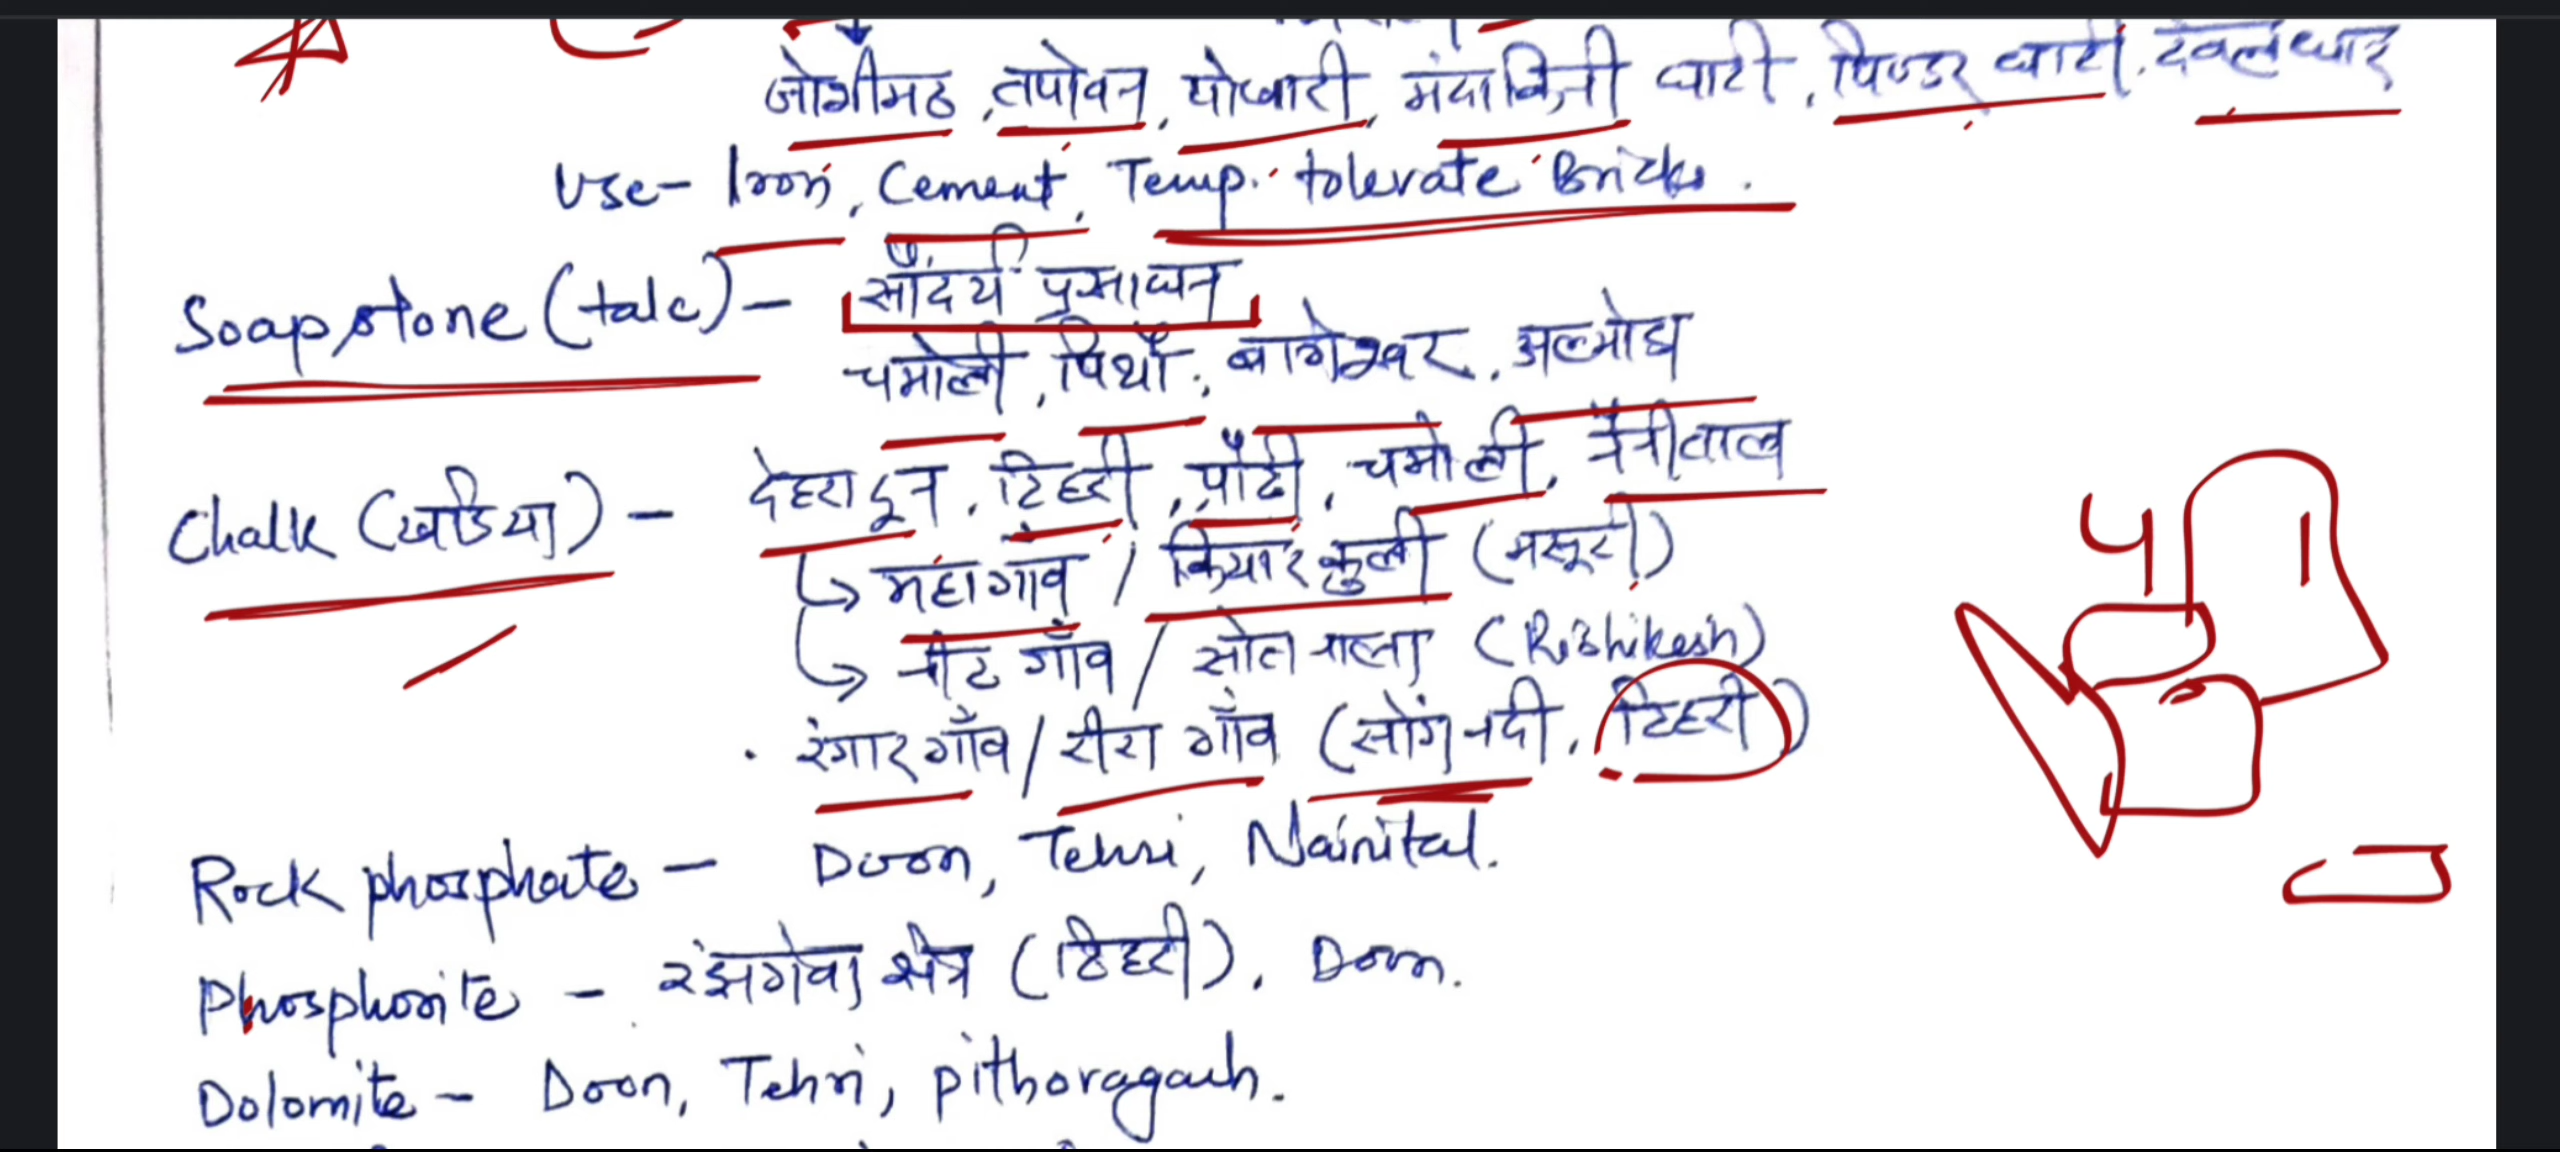 जोशीमठ, तपोवन, पोखरी, मंदाकिनी घाटी, पिण्डर घाटी, देवलधार
Use - Iron, Cement, Temp. tolerate Bricks.
Soapstone (talc) - सौंदर्य प्रसाधन
चमोली, पिथौ., बागेश्वर, अल्मोड़ा
Chalk (खडिया) - देहरादून, टिहरी, पौड़ी, चमोली, नैनीताल
↳ मंहागांव / कियारकुली (मसूरी)
↳ नीट गाँव / सोत नाला (Rishikesh)
. रंगारगाँव / रीरा गाँव (सोंग नदी, टिहरी)
Rock phosphate - Doon, Tehri, Nainital.
Phosphorite - रंझगेवा क्षेत्र (टिहरी), Doon.
Dolomite - Doon, Tehri, pithoragarh.